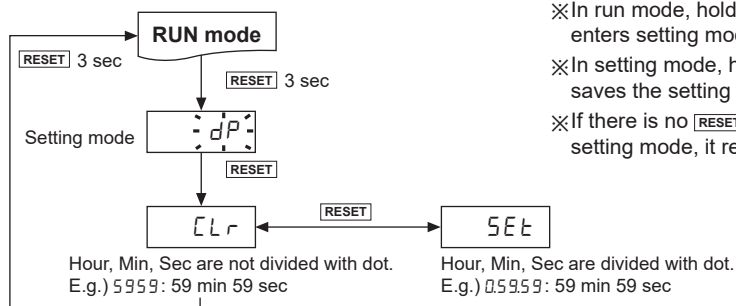 RUN mode
RESET 3 sec
RESET 3 sec
Setting mode
dP
RESET
CLr
RESET
SEt
Hour, Min, Sec are not divided with dot.
E.g.) 5959: 59 min 59 sec
Hour, Min, Sec are divided with dot.
E.g.) 0.59.59: 59 min 59 sec
※In run mode, hold
enters setting
※In setting mode,
saves the setting
※If there is no RESET
setting mode, it